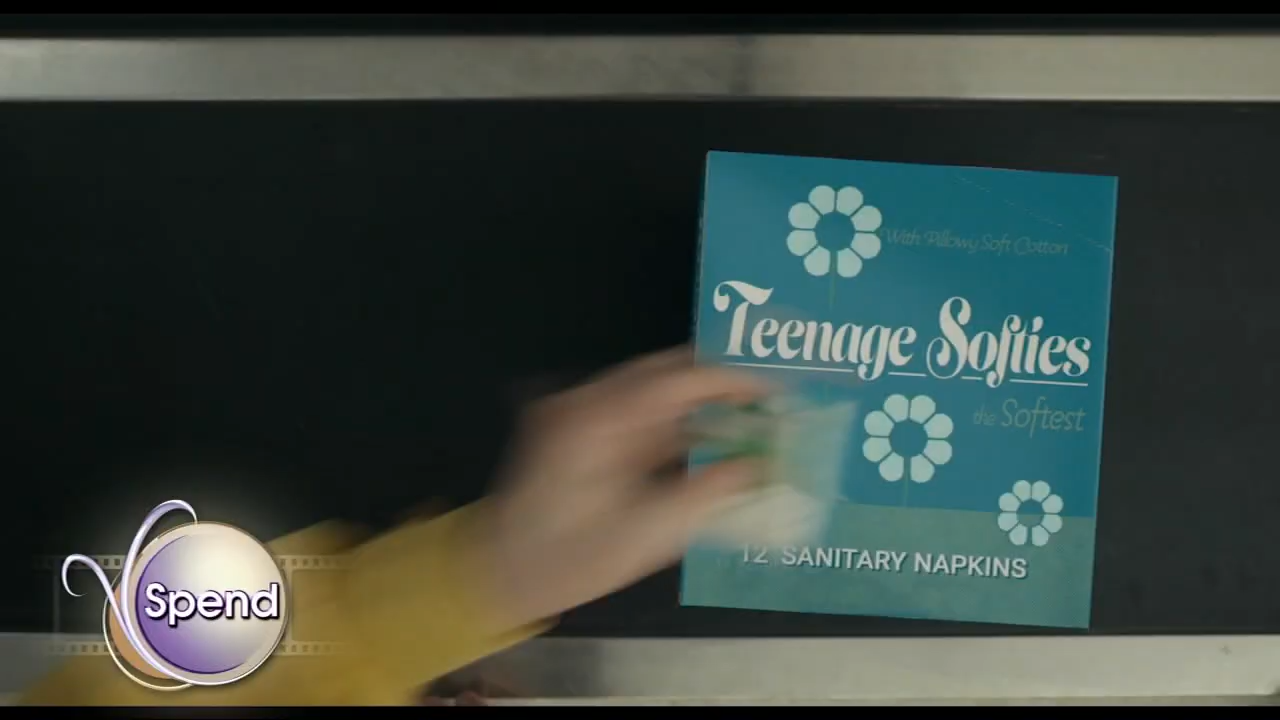 With Pillowy Soft Cotton
Teenage Softies
the Softest
12 SANITARY NAPKINS
Spend